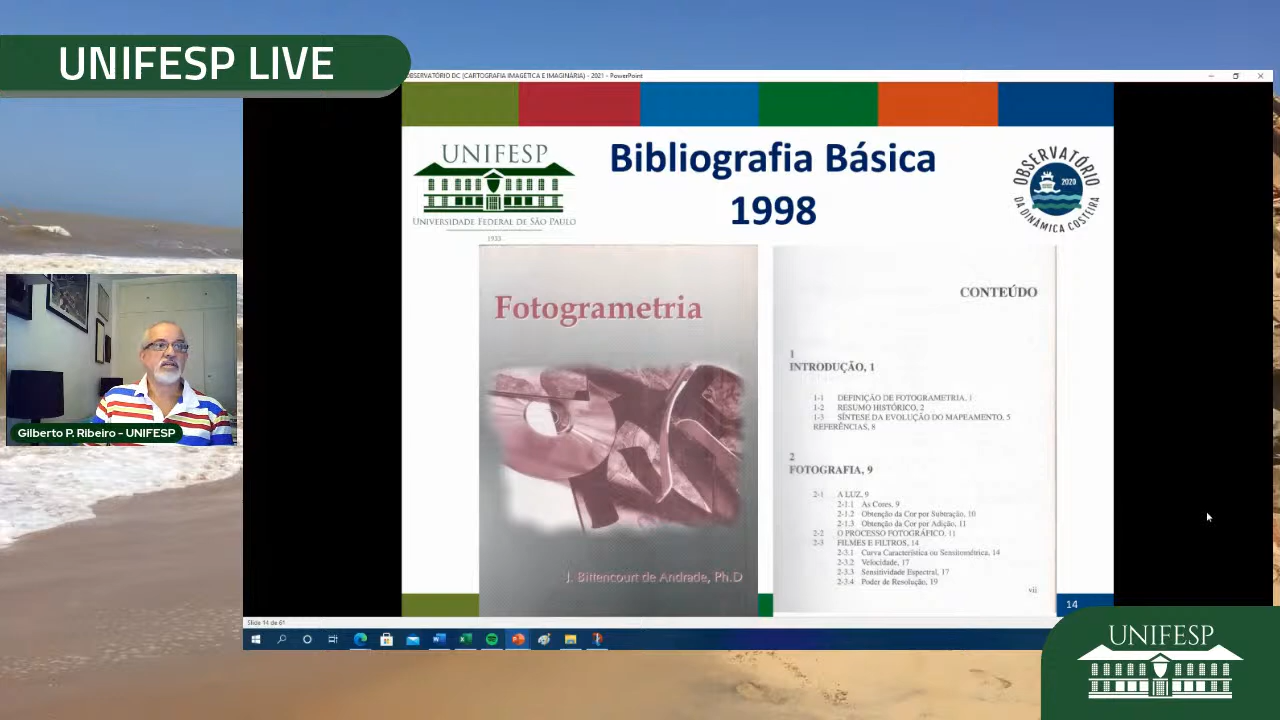 UNIFESP LIVE
OBSERVATÓRIO DC (CARTOGRAFIA IMAGÉTICA E IMAGINÁRIA) - 2021 - PowerPoint
UNIFESP
UNIVERSIDADE FEDERAL DE SÃO PAULO
1933
Bibliografia Básica
1998
OBSERVATÓRIO
2020
DA DINÂMICA COSTEIRA
Fotogrametria
J. Bittencourt de Andrade, Ph.D
CONTEÚDO
1
INTRODUÇÃO, 1
1-1 DEFINIÇÃO DE FOTOGRAMETRIA, 1
1-2 RESUMO HISTÓRICO, 2
1-3 SÍNTESE DA EVOLUÇÃO DO MAPEAMENTO, 5
REFERÊNCIAS, 8
2
FOTOGRAFIA, 9
2-1 A LUZ, 9
2-1.1 As Cores, 9
2-1.2 Obtenção da Cor por Subtração, 10
2-1.3 Obtenção da Cor por Adição, 11
2-2 O PROCESSO FOTOGRÁFICO, 11
2-3 FILMES E FILTROS, 14
2-3.1 Curva Característica ou Sensitométrica, 14
2-3.2 Velocidade, 17
2-3.3 Sensitividade Espectral, 17
2-3.4 Poder de Resolução, 19
vii
14
Gilberto P. Ribeiro - UNIFESP
Slide 14 de 61
UNIFESP